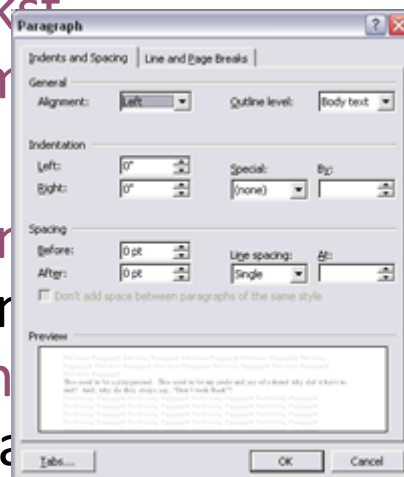 Paragraph
Indents and Spacing Line and Page Breaks
General
Alignment: Left Outline level: Body text
Indentation
Left: 0" Special: By:
Right: 0" (none)
Spacing
Before: 0 pt Line spacing: At:
After: 0 pt Single
Don't add space between paragraphs of the same style
Preview
Tabs... OK Cancel